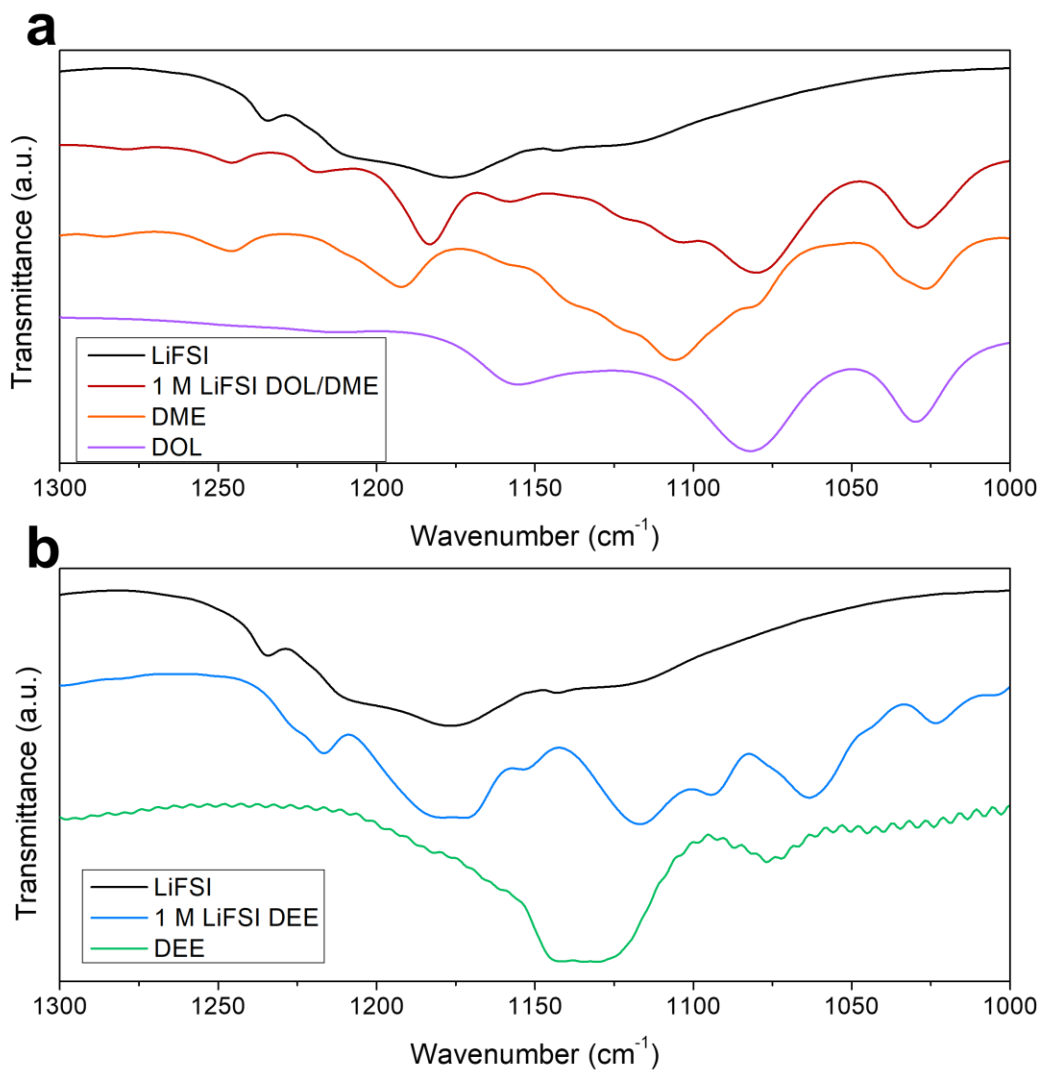 a
Transmittance (a.u.)
LiFSI
1 M LiFSI DOL/DME
DME
DOL
1300 1250 1200 1150 1100 1050 1000
Wavenumber (cm⁻¹)
b
Transmittance (a.u.)
LiFSI
1 M LiFSI DEE
DEE
1300 1250 1200 1150 1100 1050 1000
Wavenumber (cm⁻¹)